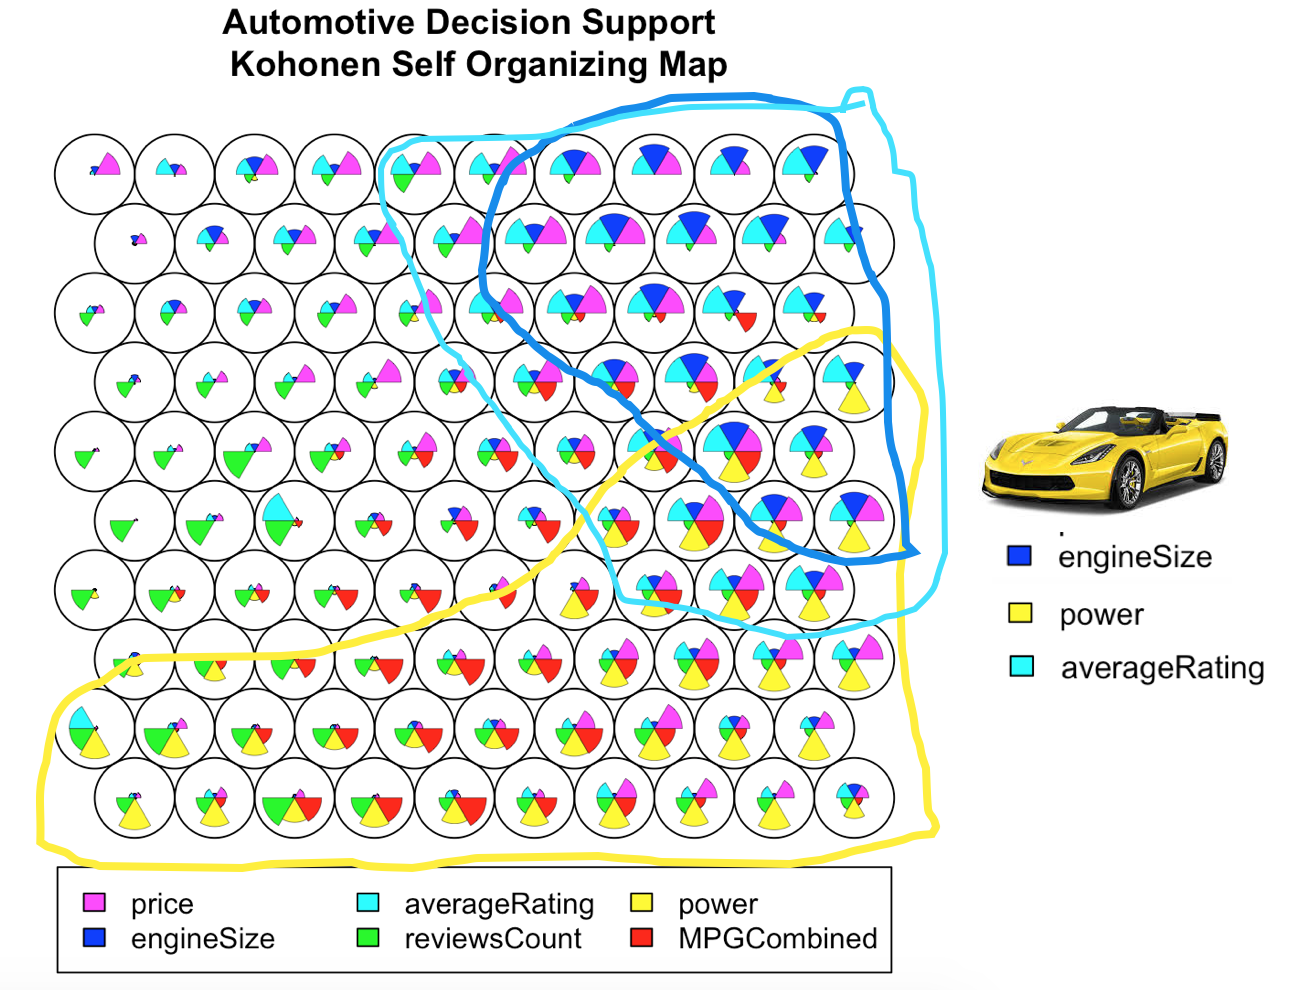 Automotive Decision Support
Kohonen Self Organizing Map
engineSize
power
averageRating
price
averageRating
power
engineSize
reviewsCount
MPGCombined